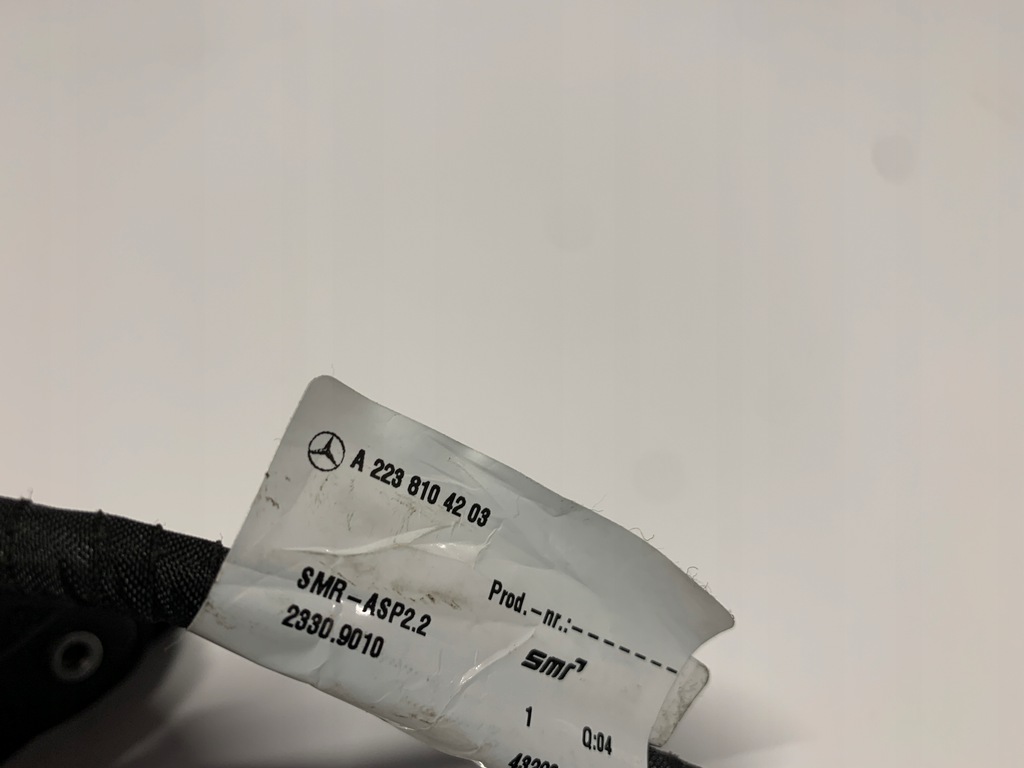 A 223 810 42 03
SMR-ASP2.2
2330.9010
Prod.-nr.:-----------
smr
1
Q:04